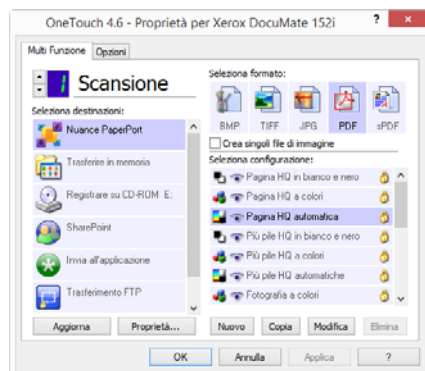 OneTouch 4.6 - Proprietà per Xerox DocuMate 152i
? ×
Multi Funzione Opzioni
1 Scansione
Seleziona destinazioni:
Nuance PaperPort
Trasferire in memoria
Registrare su CD-ROM E:
SharePoint
Invia all'applicazione
Trasferimento FTP
Aggiorna Proprietà...
Seleziona formato:
BMP TIFF JPG PDF sPDF
Crea singoli file di immagine
Seleziona configurazione:
Pagina HQ in bianco e nero
Pagina HQ a colori
Pagina HQ automatica
Più pile HQ in bianco e nero
Più pile HQ a colori
Più pile HQ automatiche
Fotografia a colori
Nuovo Copia Modifica Elimina
OK Annulla Applica ?